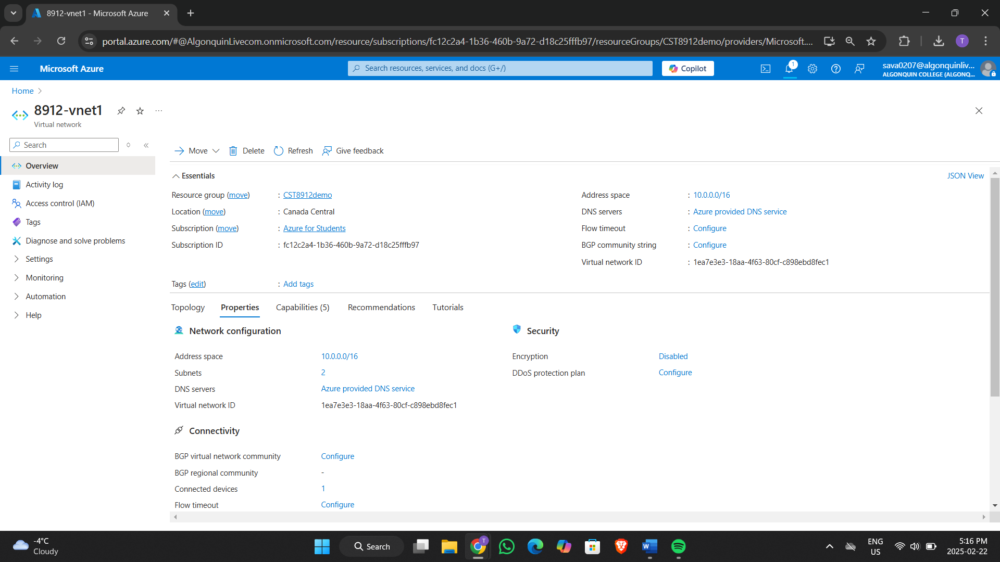 8912-vnet1 - Microsoft Azure
portal.azure.com/#@AlgonquinLivecom.onmicrosoft.com/resource/subscriptions/fc12c2a4-1b36-460b-9a72-d18c25fffb97/resourceGroups/CST8912demo/providers/Microsoft....
T
Microsoft Azure
Search resources, services, and docs (G+/)
Copilot
1
sava0207@algonquinliv...
ALGONQUIN COLLEGE (ALGONQ...
Home
8912-vnet1
Virtual network
Search
Move
Delete
Refresh
Give feedback
Overview
Activity log
Access control (IAM)
Tags
Diagnose and solve problems
Settings
Monitoring
Automation
Help
Essentials
JSON View
Resource group (move) : CST8912demo
Location (move) : Canada Central
Subscription (move) : Azure for Students
Subscription ID : fc12c2a4-1b36-460b-9a72-d18c25fffb97
Address space : 10.0.0.0/16
DNS servers : Azure provided DNS service
Flow timeout : Configure
BGP community string : Configure
Virtual network ID : 1ea7e3e3-18aa-4f63-80cf-c898ebd8fec1
Tags (edit) : Add tags
Topology
Properties
Capabilities (5)
Recommendations
Tutorials
Network configuration
Address space 10.0.0.0/16
Subnets 2
DNS servers Azure provided DNS service
Virtual network ID 1ea7e3e3-18aa-4f63-80cf-c898ebd8fec1
Security
Encryption Disabled
DDoS protection plan Configure
Connectivity
BGP virtual network community Configure
BGP regional community -
Connected devices 1
Flow timeout Configure
-4°C
Cloudy
Search
T
W
ENG
US
5:16 PM
2025-02-22